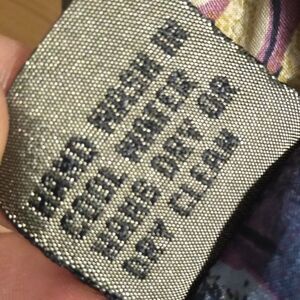 HAND WASH IN
COOL WATER
HANG DRY OR
DRY CLEAN